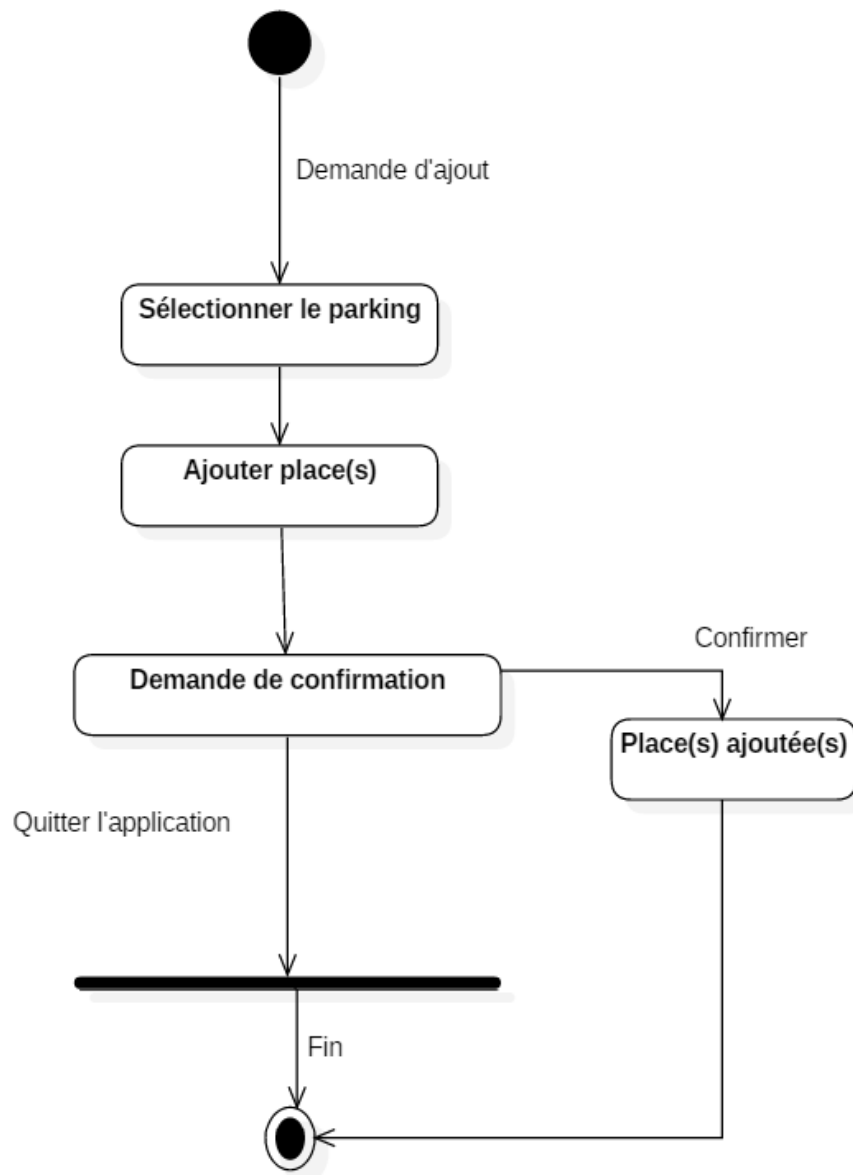 Demande d'ajout
Sélectionner le parking
Ajouter place(s)
Confirmer
Demande de confirmation
Place(s) ajoutée(s)
Quitter l'application
Fin